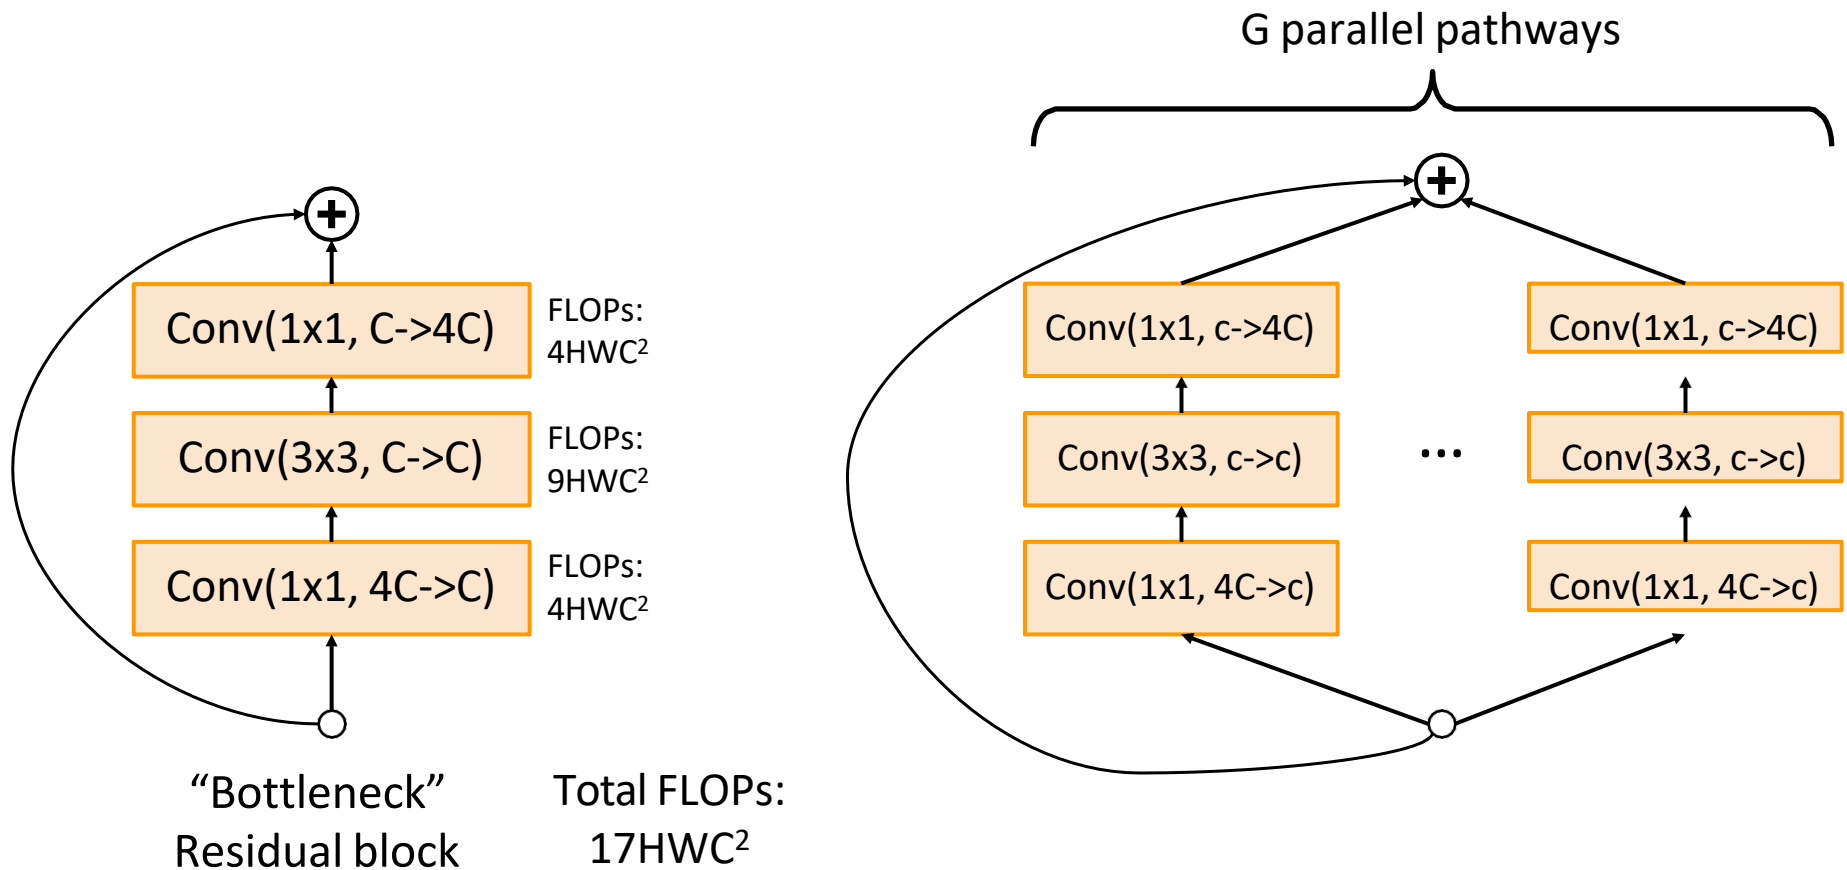 G parallel pathways
Conv(1x1, C->4C)
FLOPs:
4HWC²
Conv(3x3, C->C)
FLOPs:
9HWC²
Conv(1x1, 4C->C)
FLOPs:
4HWC²
“Bottleneck”
Residual block
Total FLOPs:
17HWC²
Conv(1x1, c->4C)
Conv(3x3, c->c)
Conv(1x1, 4C->c)
...
Conv(1x1, c->4C)
Conv(3x3, c->c)
Conv(1x1, 4C->c)